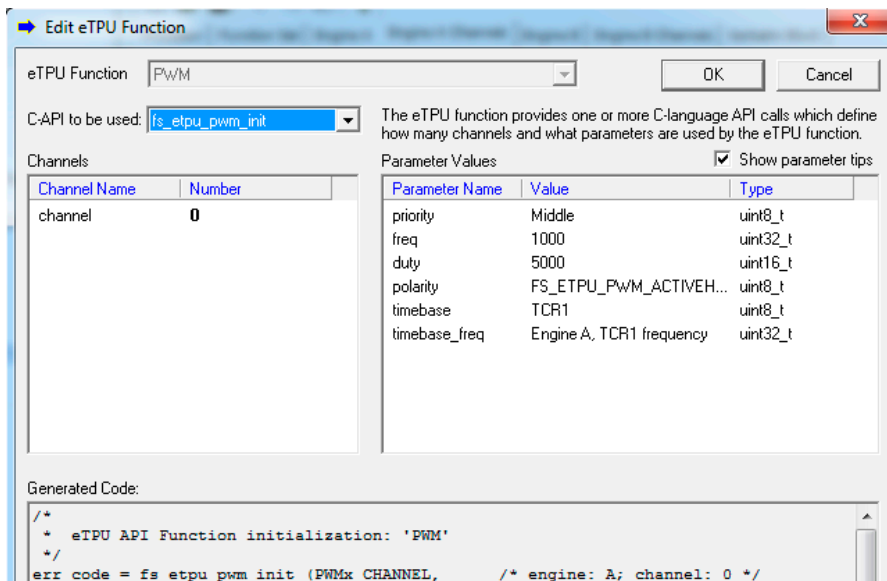 Edit eTPU Function
eTPU Function PWM OK Cancel
C-API to be used: fs_etpu_pwm_init
The eTPU function provides one or more C-language API calls which define
how many channels and what parameters are used by the eTPU function.
Channels
Channel Name Number
channel 0
Parameter Values Show parameter tips
Parameter Name Value Type
priority Middle uint8_t
freq 1000 uint32_t
duty 5000 uint16_t
polarity FS_ETPU_PWM_ACTIVEH... uint8_t
timebase TCR1 uint8_t
timebase_freq Engine A, TCR1 frequency uint32_t
Generated Code:
/*
* eTPU API Function initialization: 'PWM'
*/
err_code = fs_etpu_pwm_init (PWMx_CHANNEL, /* engine: A; channel: 0 */